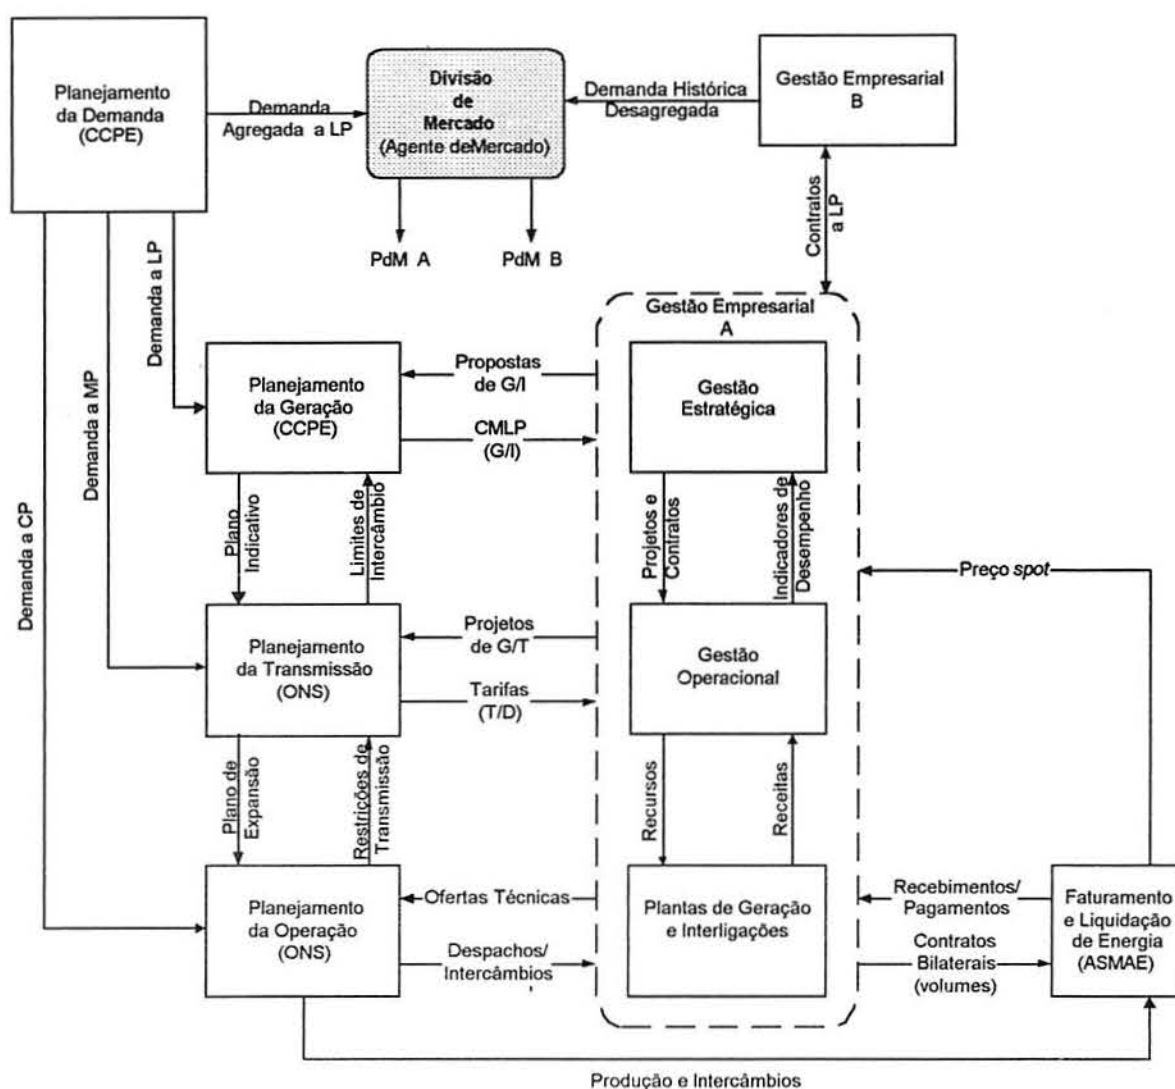 Planejamento
da Demanda
(CCPE)
Demanda
Agregada a LP
Divisão
de
Mercado
(Agente deMercado)
Demanda Histórica
Desagregada
Gestão Empresarial
B
PdM A
PdM B
Contratos
a LP
Demanda a LP
Demanda a MP
Demanda a CP
Gestão Empresarial
A
Planejamento
da Geração
(CCPE)
Propostas
de G/I
CMLP
(G/I)
Gestão
Estratégica
Plano
Indicativo
Limites de
Intercâmbio
Projetos e
Contratos
Indicadores de
Desempenho
Preço spot
Planejamento
da Transmissão
(ONS)
Projetos
de G/T
Tarifas
(T/D)
Gestão
Operacional
Plano de
Expansão
Restrições de
Transmissão
Recursos
Receitas
Planejamento
da Operação
(ONS)
Ofertas Técnicas
Despachos/
Intercâmbios
Plantas de Geração
e Interligações
Recebimentos/
Pagamentos
Contratos
Bilaterais
(volumes)
Faturamento
e Liquidação
de Energia
(ASMAE)
Produção e Intercâmbios